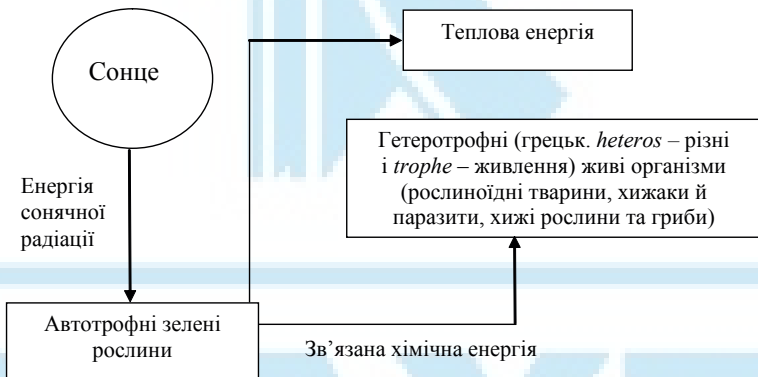 Сонце
Теплова енергія
Гетеротрофні (грецьк. heteros – різні
і trophe – живлення) живі організми
(рослиноїдні тварини, хижаки й
паразити, хижі рослини та гриби)
Енергія
сонячної
радіації
Автотрофні зелені
рослини
Зв’язана хімічна енергія